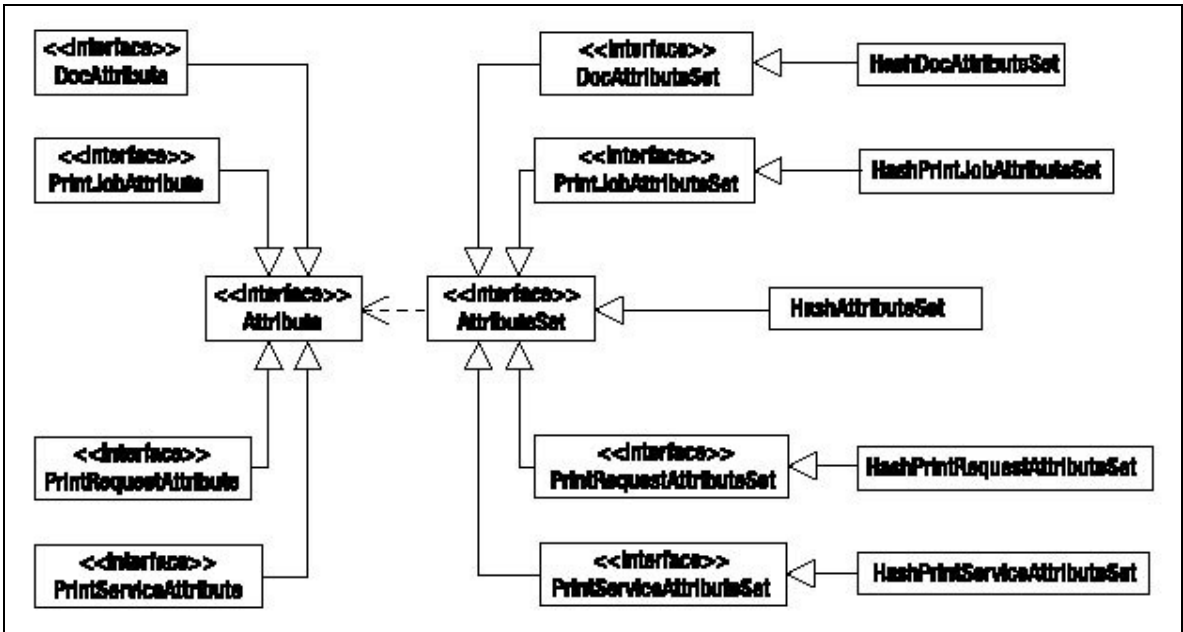 <<interface>>
DocAttribute
<<interface>>
PrintJobAttribute
<<interface>>
Attribute
<<interface>>
PrintRequestAttribute
<<interface>>
PrintServiceAttribute
<<interface>>
DocAttributeSet
<<interface>>
PrintJobAttributeSet
<<interface>>
AttributeSet
<<interface>>
PrintRequestAttributeSet
<<interface>>
PrintServiceAttributeSet
HashDocAttributeSet
HashPrintJobAttributeSet
HashAttributeSet
HashPrintRequestAttributeSet
HashPrintServiceAttributeSet